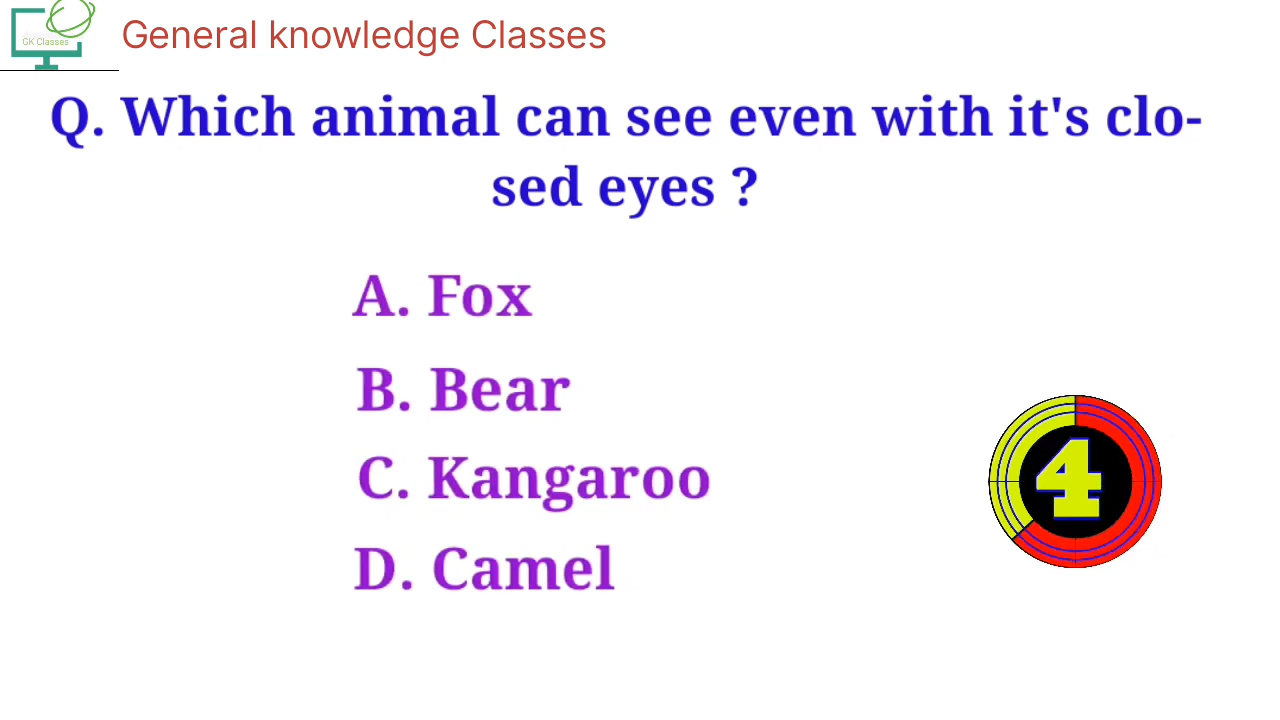 GK Classes
General knowledge Classes
Q. Which animal can see even with it's clo-
sed eyes ?
A. Fox
B. Bear
C. Kangaroo
D. Camel
4